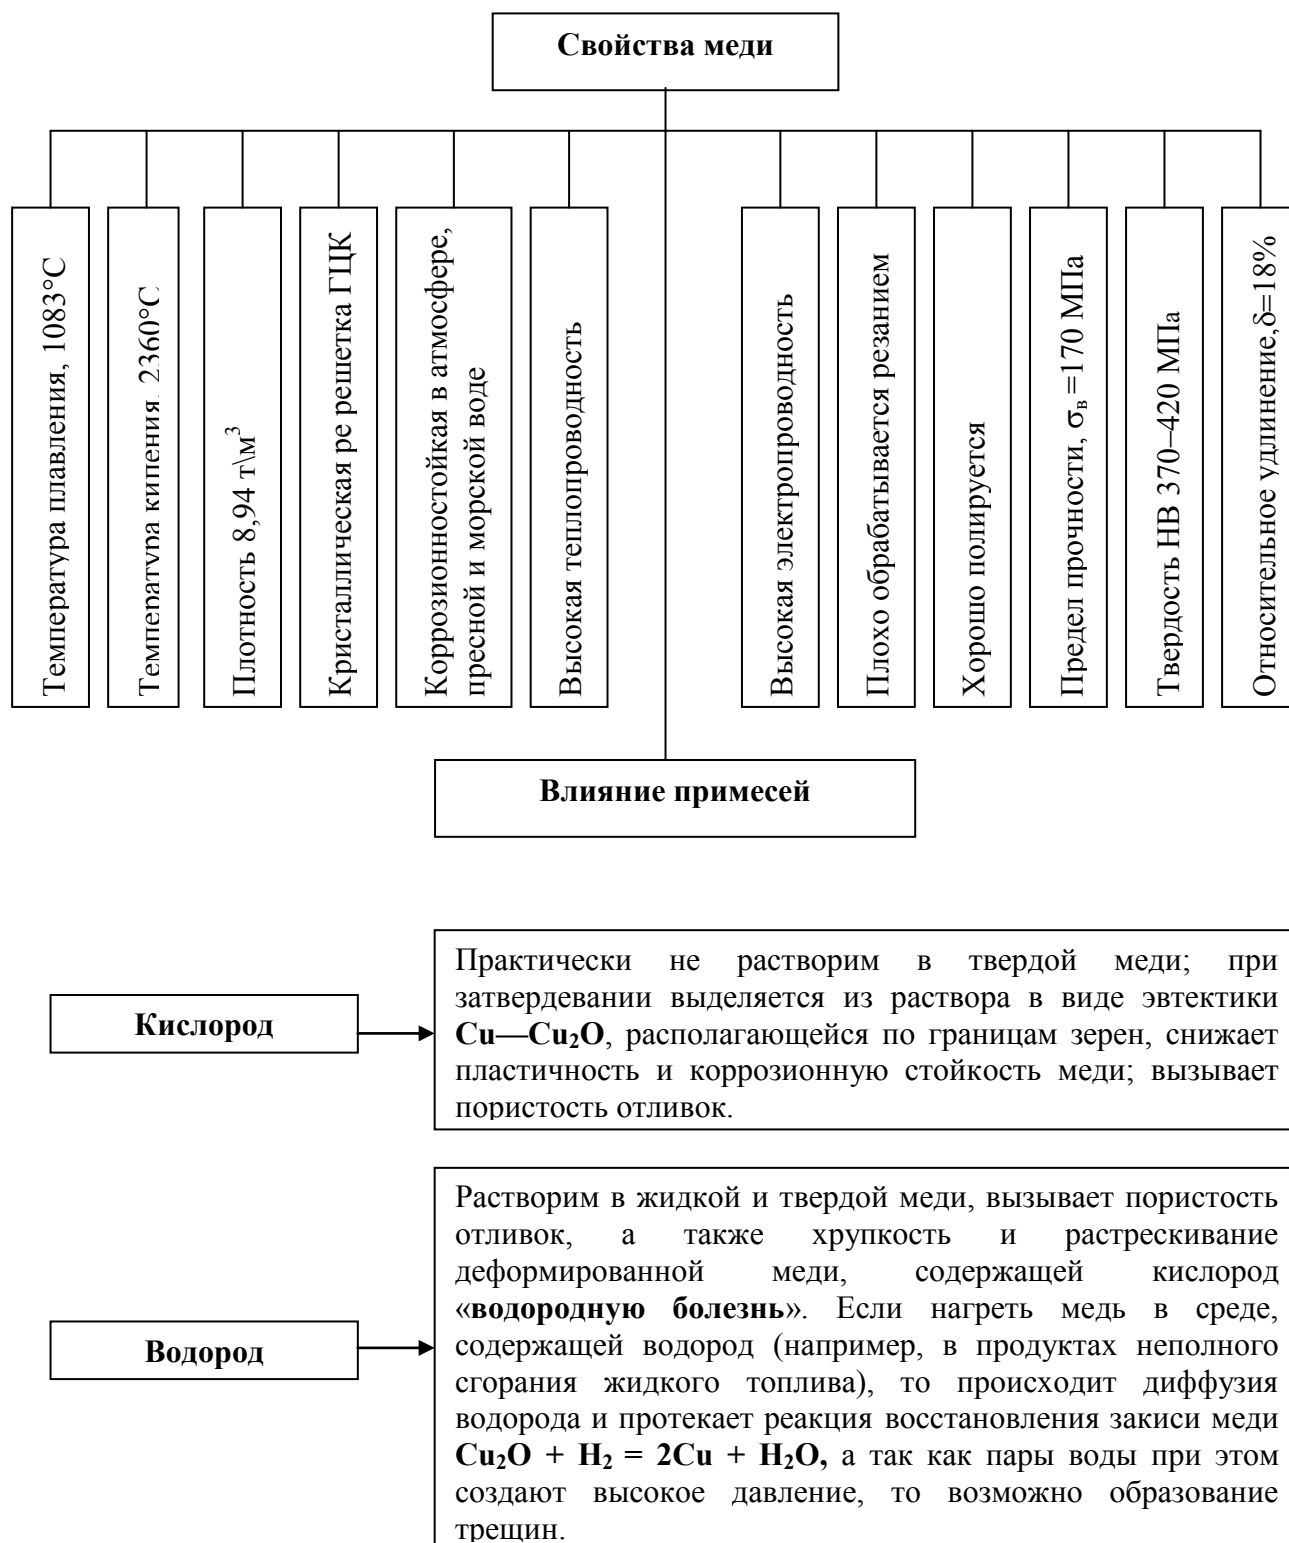 Свойства меди
Температура плавления, 1083°С
Температура кипения, 2360°С
Плотность 8,94 т\м³
Кристаллическая ре решетка ГЦК
Коррозионностойкая в атмосфере,
пресной и морской воде
Высокая теплопроводность
Высокая электропроводность
Плохо обрабатывается резанием
Хорошо полируется
Предел прочности, σв =170 МПа
Твердость НВ 370–420 МПа
Относительное удлинение,δ=18%
Влияние примесей
Кислород
Практически не растворим в твердой меди; при
затвердевании выделяется из раствора в виде эвтектики
Cu—Cu₂O, располагающейся по границам зерен, снижает
пластичность и коррозионную стойкость меди; вызывает
пористость отливок.
Водород
Растворим в жидкой и твердой меди, вызывает пористость
отливок, а также хрупкость и растрескивание
деформированной меди, содержащей кислород
«водородную болезнь». Если нагреть медь в среде,
содержащей водород (например, в продуктах неполного
сгорания жидкого топлива), то происходит диффузия
водорода и протекает реакция восстановления закиси меди
Cu₂O + H₂ = 2Cu + H₂O, а так как пары воды при этом
создают высокое давление, то возможно образование
трещин.